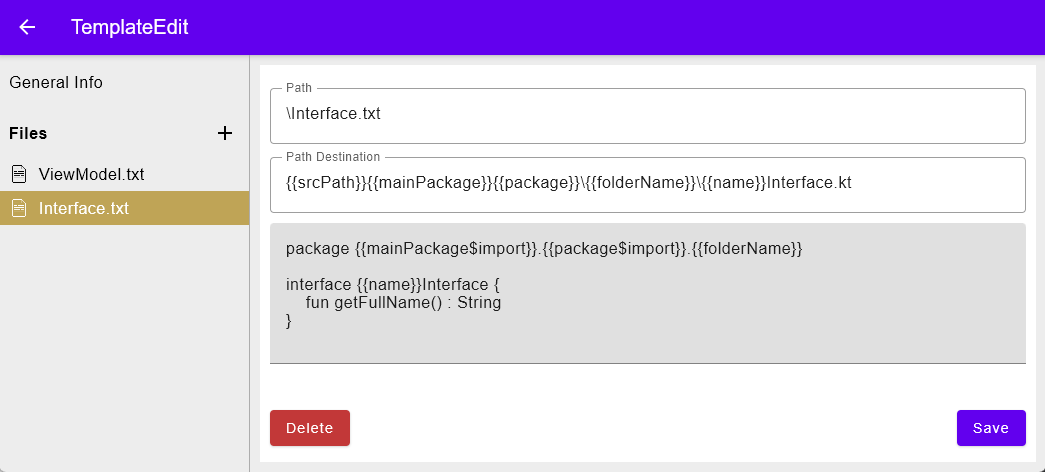 TemplateEdit
General Info
Files
ViewModel.txt
Interface.txt
Path
\Interface.txt
Path Destination
{{srcPath}}{{mainPackage}}{{package}}\{{folderName}}\{{name}}Interface.kt
package {{mainPackage$import}}.{{package$import}}.{{folderName}}
interface {{name}}Interface {
    fun getFullName() : String
}
Delete
Save